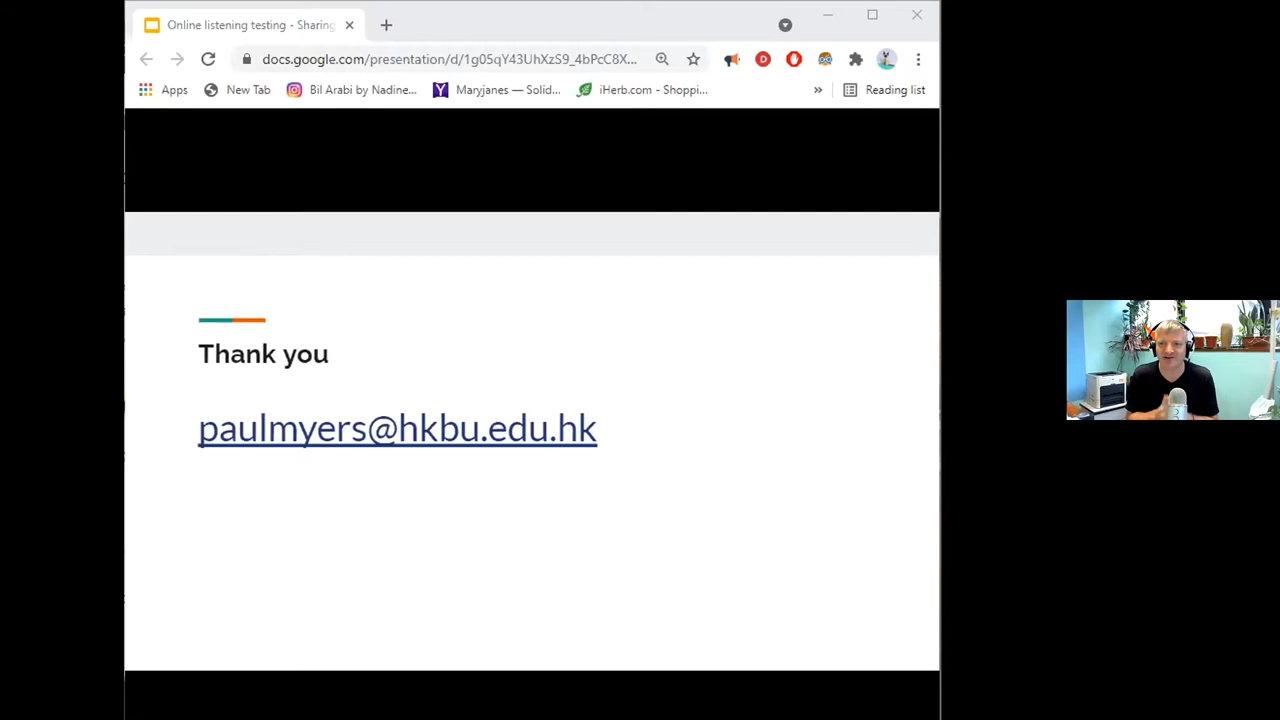 Online listening testing - Sharing
docs.google.com/presentation/d/1g05qY43UhXzS9_4bPcC8X...
Apps
New Tab
Bil Arabi by Nadine...
Maryjanes — Solid...
iHerb.com - Shoppi...
»
Reading list
Thank you
paulmyers@hkbu.edu.hk